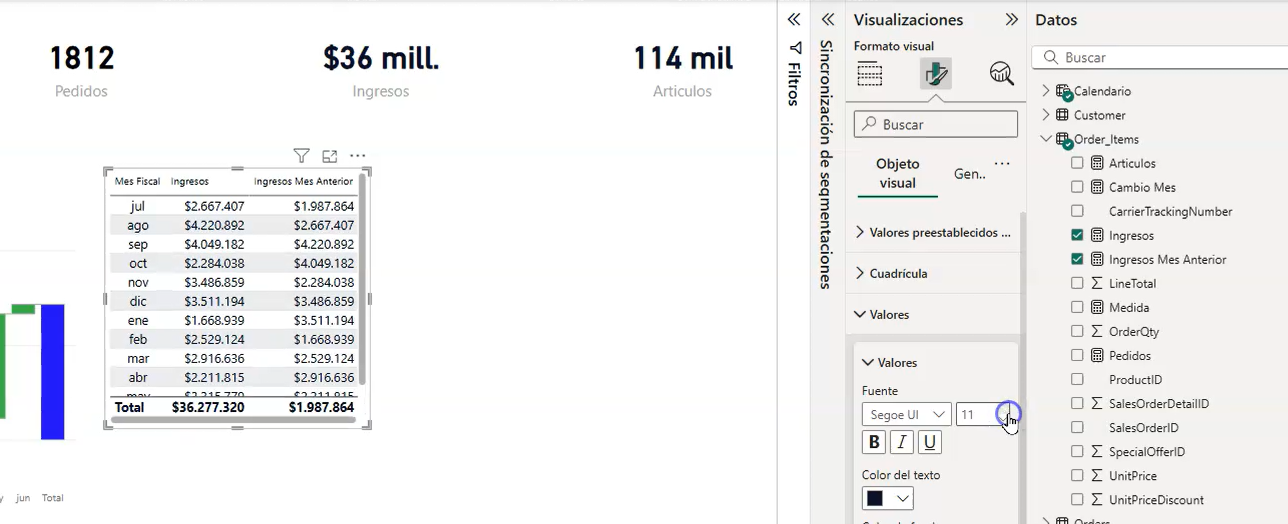 1812
Pedidos
$36 mill.
Ingresos
114 mil
Articulos
Mes Fiscal Ingresos Ingresos Mes Anterior
jul $2.667.407 $1.987.864
ago $4.220.892 $2.667.407
sep $4.049.182 $4.220.892
oct $2.284.038 $4.049.182
nov $3.486.859 $2.284.038
dic $3.511.194 $3.486.859
ene $1.668.939 $3.511.194
feb $2.529.124 $1.668.939
mar $2.916.636 $2.529.124
abr $2.211.815 $2.916.636
Total $36.277.320 $1.987.864
jun Total
Filtros
Sincronización de segmentaciones
Visualizaciones
Formato visual
Buscar
Objeto visual
Gen..
Valores preestablecidos ...
Cuadrícula
Valores
Valores
Fuente
Segoe UI 11
B I U
Color del texto
Datos
Buscar
Calendario
Customer
Order_Items
Articulos
Cambio Mes
CarrierTrackingNumber
Ingresos
Ingresos Mes Anterior
LineTotal
Medida
OrderQty
Pedidos
ProductID
SalesOrderDetailID
SalesOrderID
SpecialOfferID
UnitPrice
UnitPriceDiscount